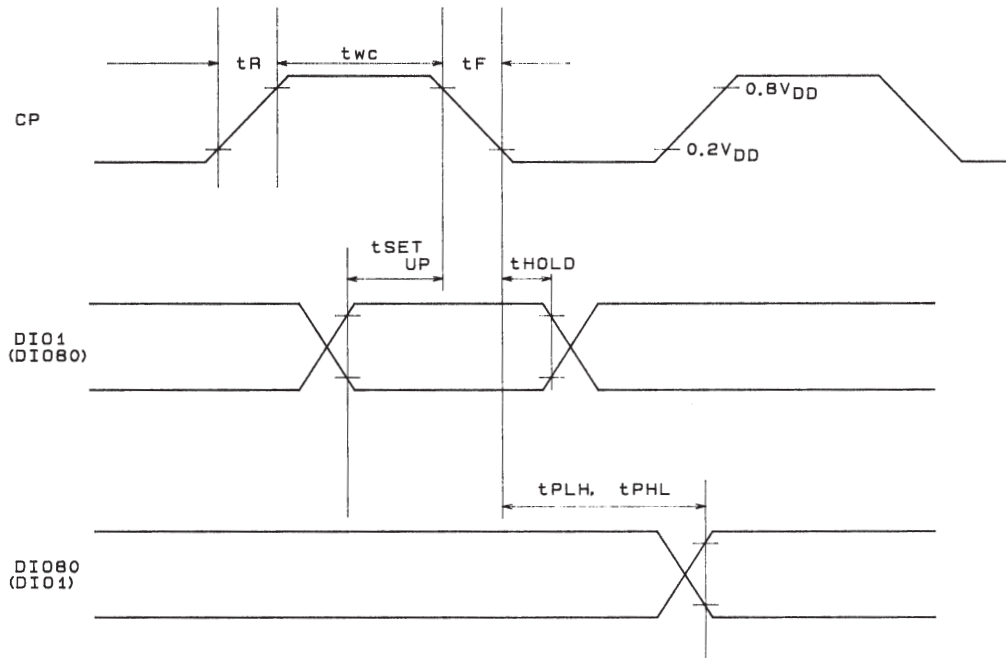 tR twc tF
CP
0.8VDD
0.2VDD
tSET
UP
tHOLD
DIO1
(DIO80)
tPLH, tPHL
DIO80
(DIO1)